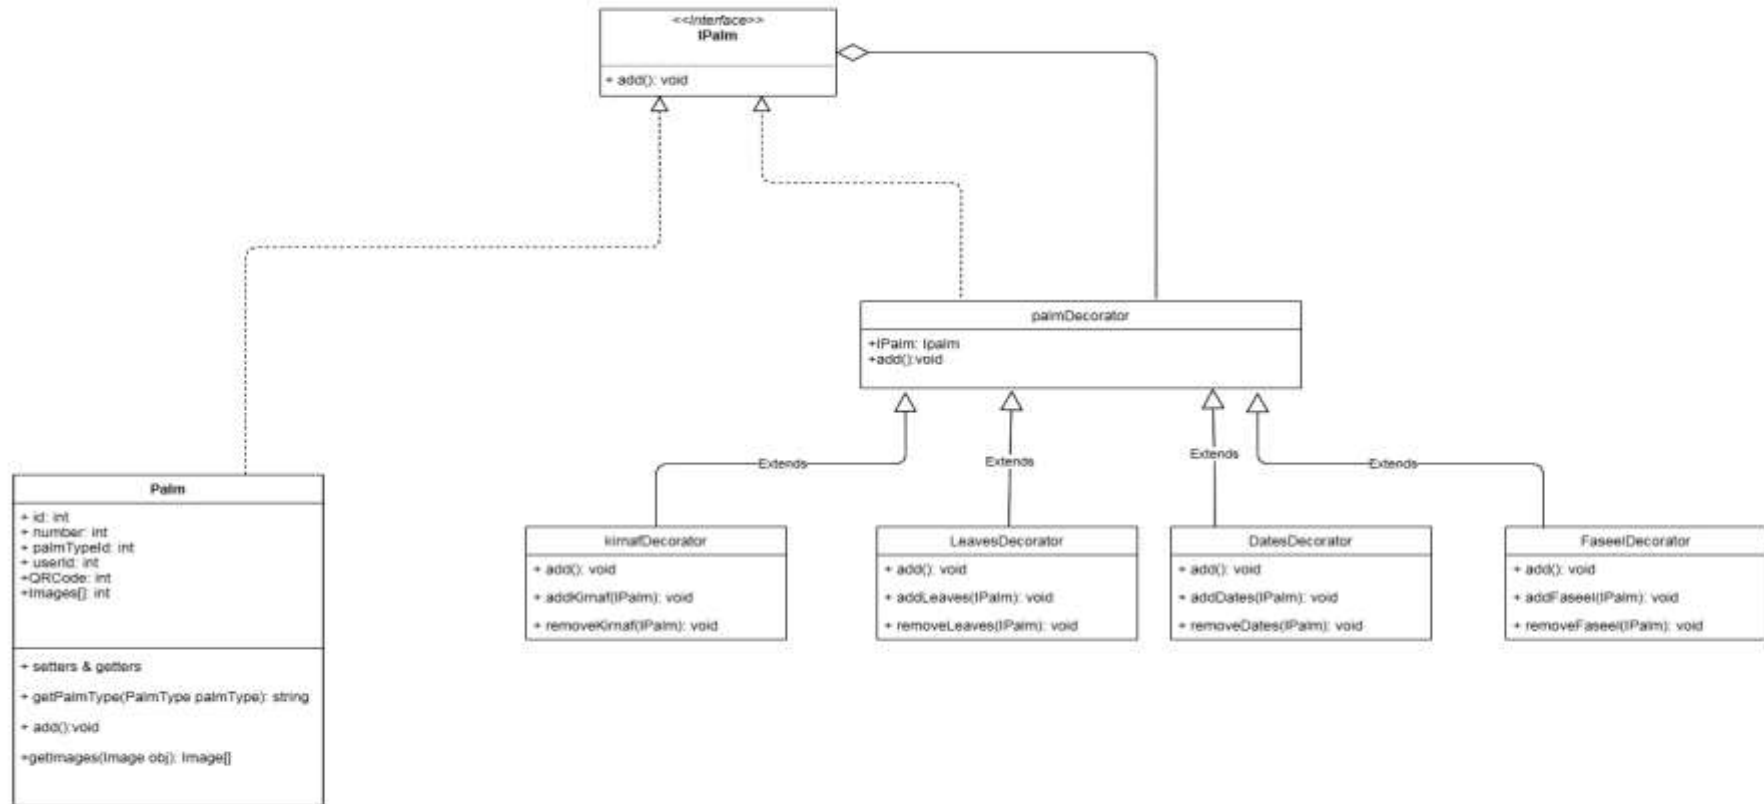 <<Interface>>
IPalm
+ add(): void
palmDecorator
+IPalm: Ipalm
+add():void
Extends
Extends
Extends
Extends
Palm
+ id: int
+ number: int
+ palmTypeId: int
+ userId: int
+QRCode: int
+Images[]: int
+ setters & getters
+ getPalmType(PalmType palmType): string
+ add():void
+getImages(Image obj): Image[]
kirnafDecorator
+ add(): void
+ addKirnaf(IPalm): void
+ removeKirnaf(IPalm): void
LeavesDecorator
+ add(): void
+ addLeaves(IPalm): void
+ removeLeaves(IPalm): void
DatesDecorator
+ add(): void
+ addDates(IPalm): void
+ removeDates(IPalm): void
FaseelDecorator
+ add(): void
+ addFaseel(IPalm): void
+ removeFaseel(IPalm): void